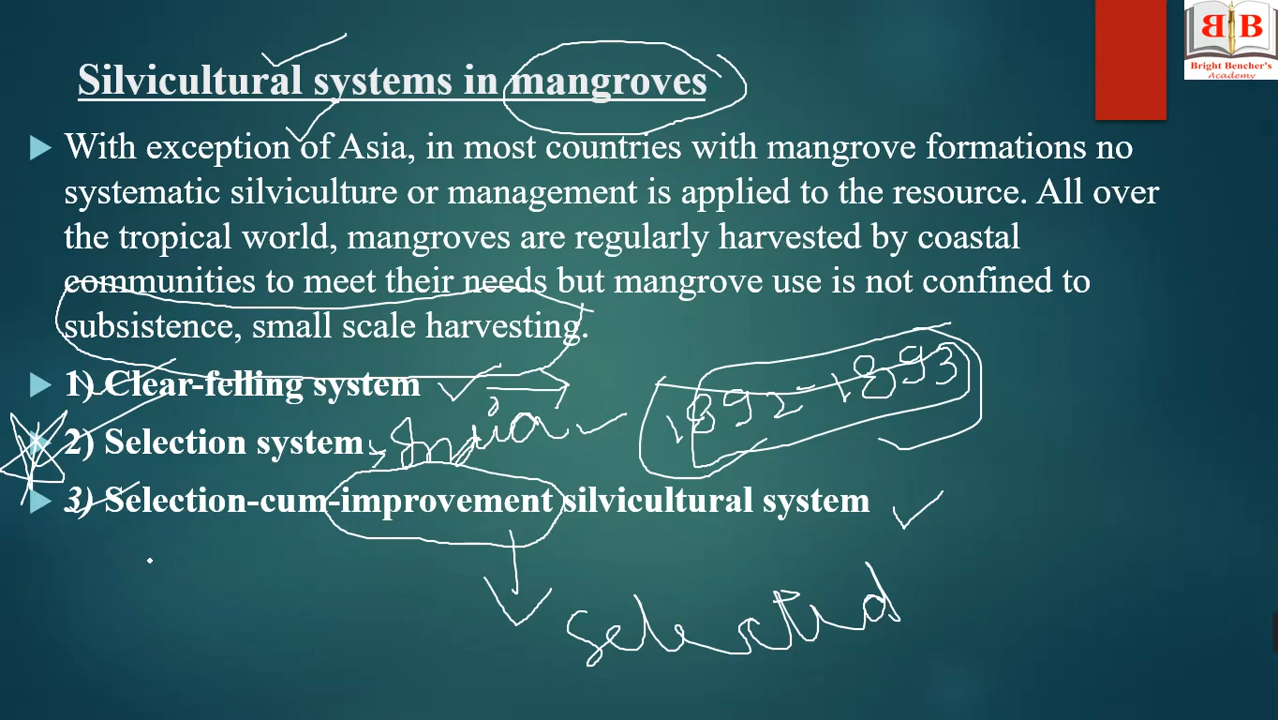 BB
Bright Bencher's
Academy
Silvicultural systems in mangroves
With exception of Asia, in most countries with mangrove formations no
systematic silviculture or management is applied to the resource. All over
the tropical world, mangroves are regularly harvested by coastal
communities to meet their needs but mangrove use is not confined to
subsistence, small scale harvesting.
1) Clear-felling system
1892-1893
2) Selection system India
3) Selection-cum-improvement silvicultural system
selected